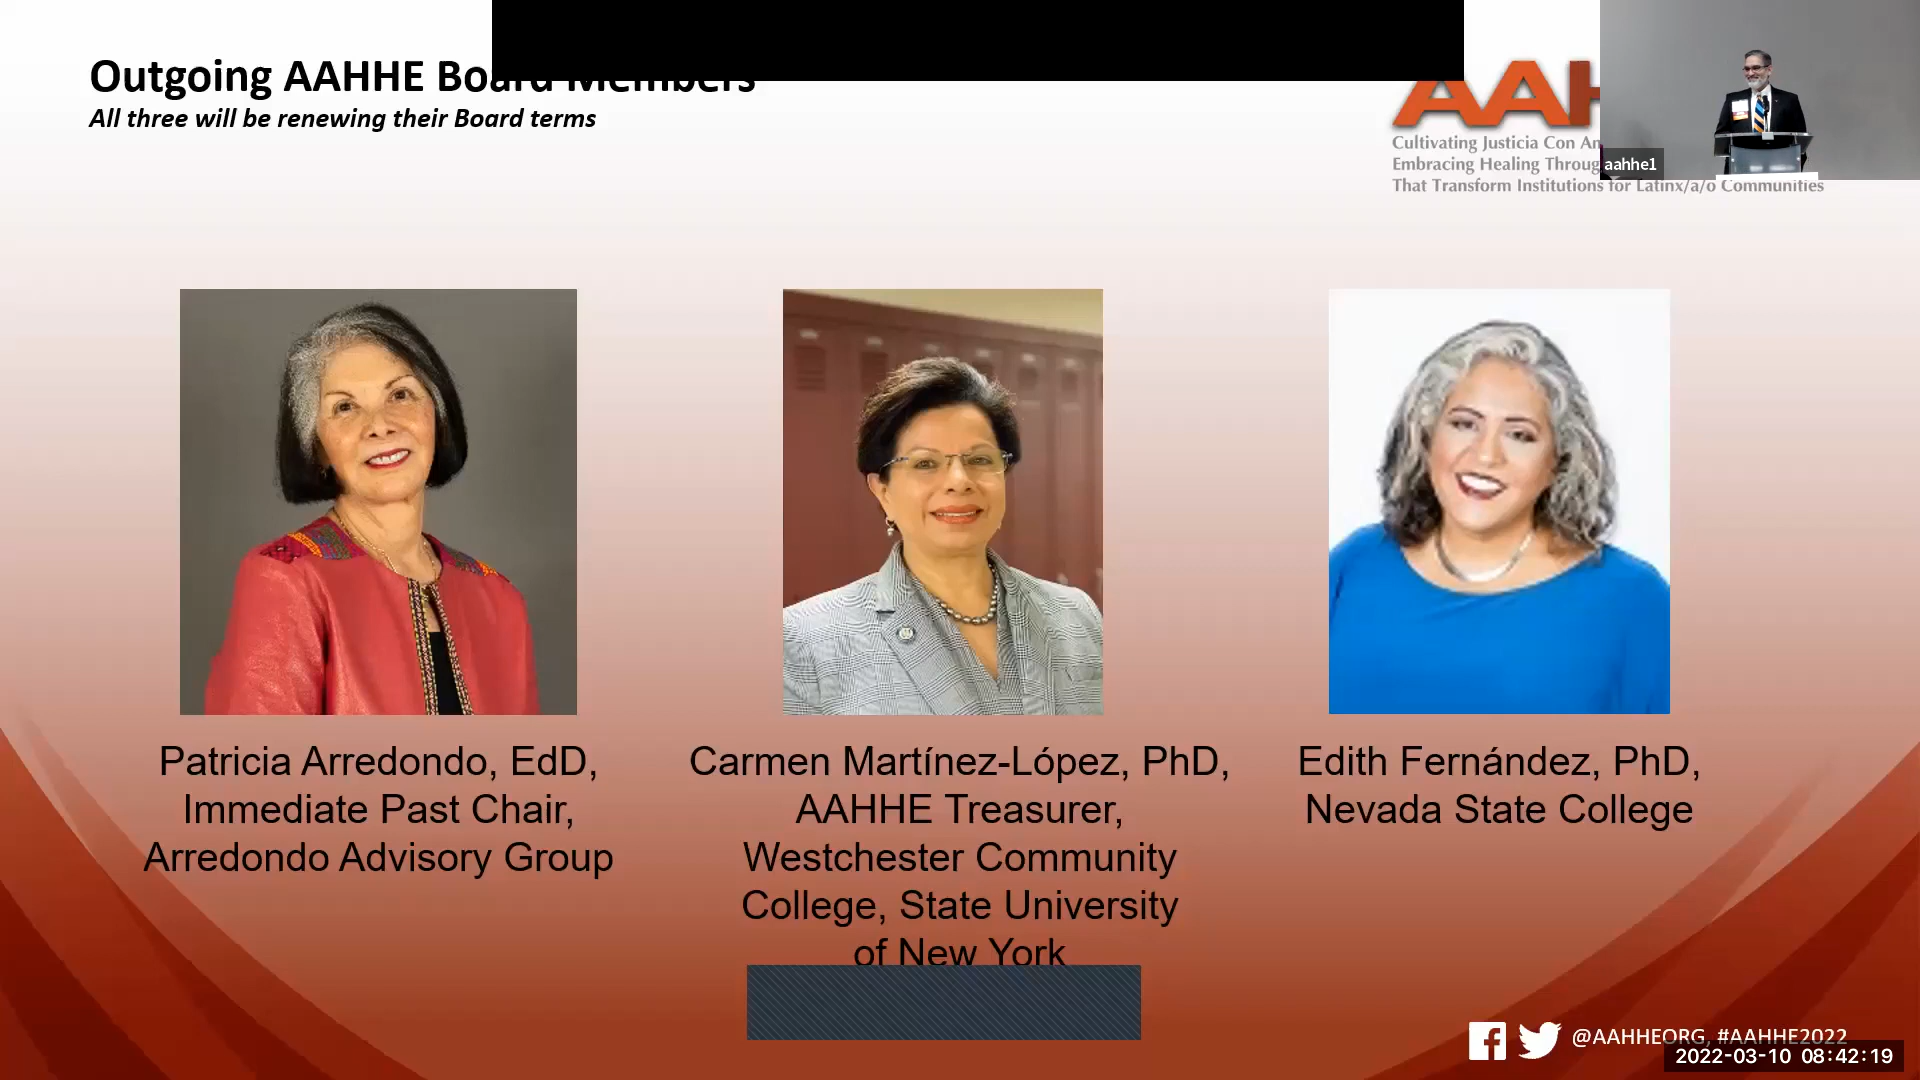 Outgoing AAHHE Board Members
All three will be renewing their Board terms
AAH
Cultivating Justicia Con
Embracing Healing
That Transform Institutions for Latinx/a/o Communities
aahhe1
Patricia Arredondo, EdD,
Immediate Past Chair,
Arredondo Advisory Group
Carmen Martínez-López, PhD,
AAHHE Treasurer,
Westchester Community
College, State University
of New York
Edith Fernández, PhD,
Nevada State College
@AAHHEORG, #AAHHE2022
2022-03-10 08:42:19